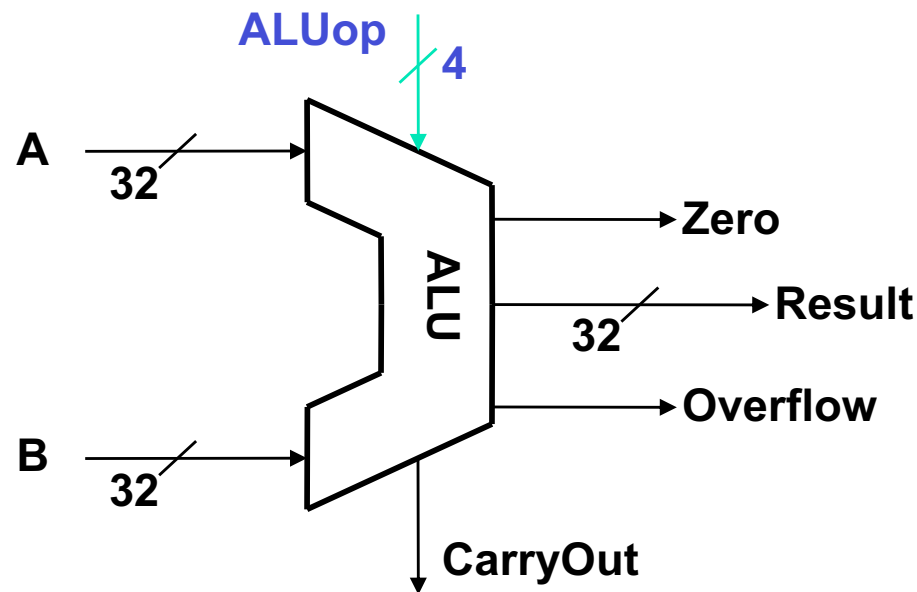 ALUop
4
A
32
Zero
ALU
Result
32
Overflow
B
32
CarryOut